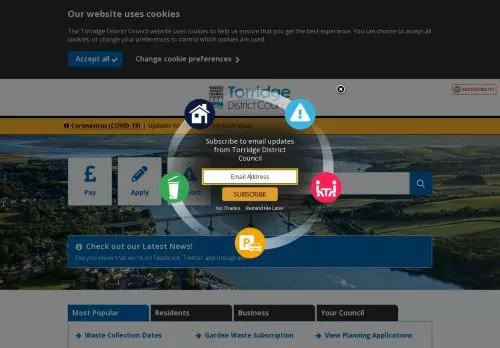 Our website uses cookies
The Torridge District Council website uses cookies to help us ensure that you get the best experience. You can choose to accept all
cookies, or change your preferences to control which cookies are used.
Accept all
Change cookie preferences
Torridge
District Council
ACCESSIBILITY
Coronavirus (COVID-19) | Updates
Subscribe to email updates
from Torridge District
Council
Email Address
SUBSCRIBE
No Thanks Remind Me Later
£
Pay
Apply
P
Check out our Latest News!
Did you know that we're on Facebook, Twitter and Instagram
Most Popular
Residents
Business
Your Council
Waste Collection Dates
Garden Waste Subscription
View Planning Applications